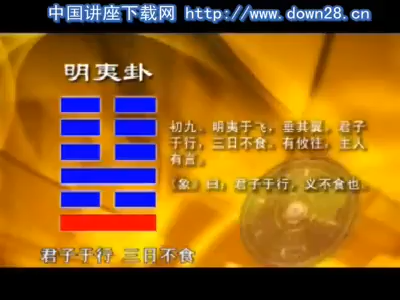 中国讲座下载网 http://www.down28.cn
明夷卦
初九、明夷于飞，垂其翼，君子
于行，三日不食。有攸往，主人
有言。
〈象〉曰：君子于行，义不食也。
君子于行 三日不食